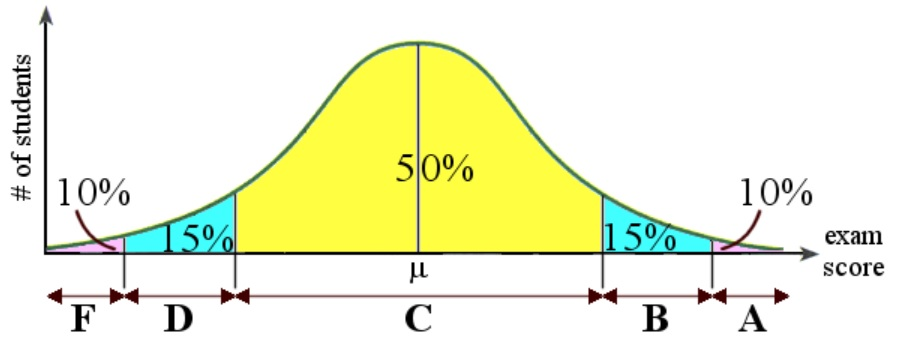 # of students
10%
15%
50%
15%
10%
μ
exam
score
F
D
C
B
A